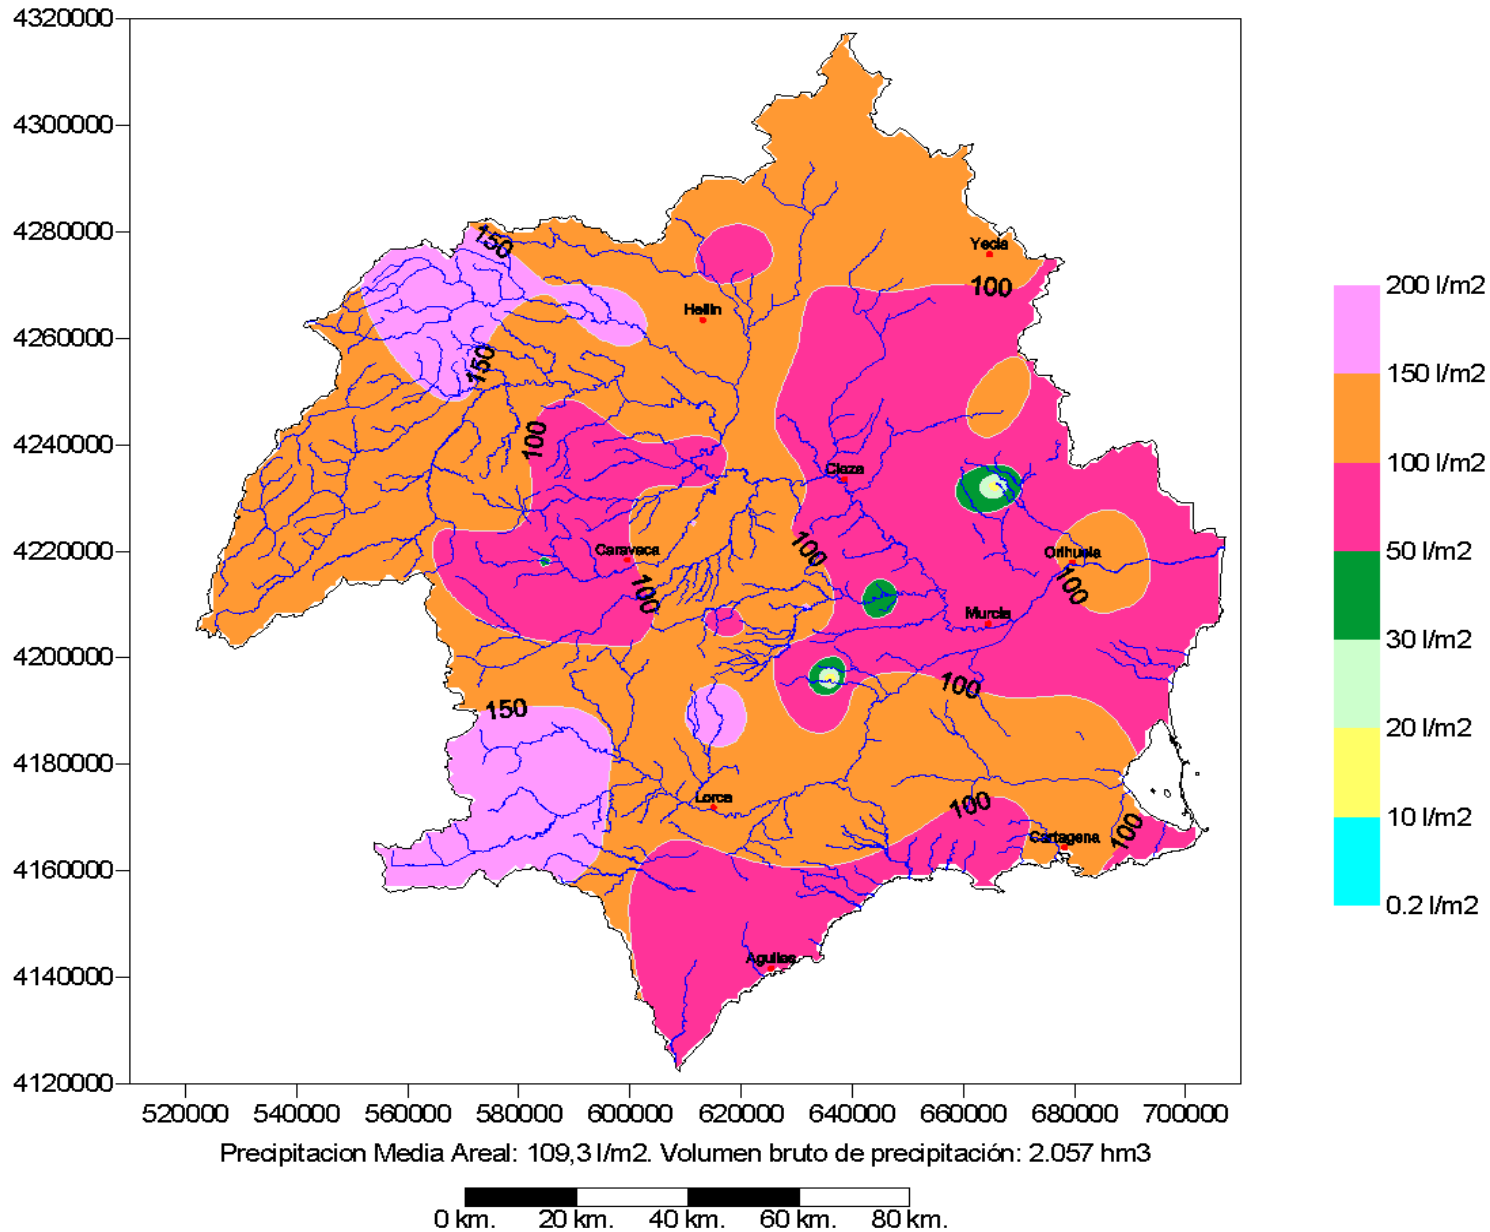 4320000
4300000
4280000
4260000
4240000
4220000
4200000
4180000
4160000
4140000
4120000
520000 540000 560000 580000 600000 620000 640000 660000 680000 700000
150
Yecla
100
Hellin
150
100
Cieza
100
Caravaca
Orihuela
100
100
Murcia
100
150
Lorca
100
100
Cartagena
Aguilas
200 l/m2
150 l/m2
100 l/m2
50 l/m2
30 l/m2
20 l/m2
10 l/m2
0.2 l/m2
Precipitacion Media Areal: 109,3 l/m2. Volumen bruto de precipitación: 2.057 hm3
0 km. 20 km. 40 km. 60 km. 80 km.